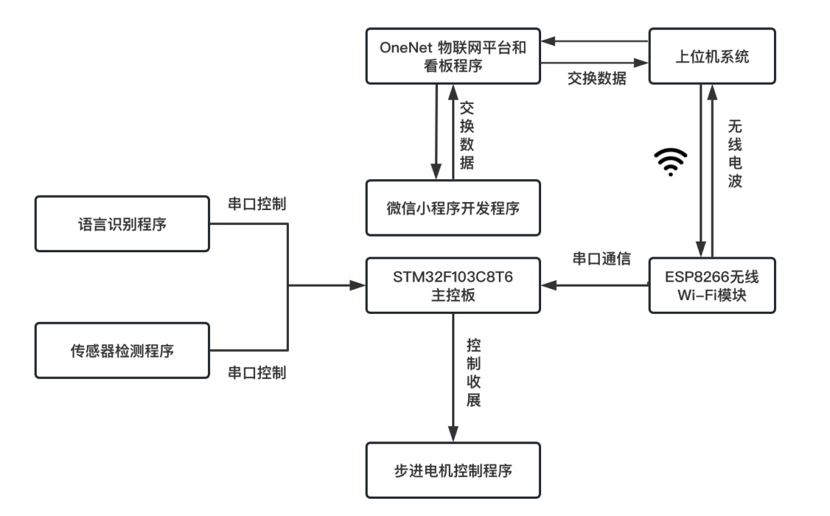 OneNet 物联网平台和
看板程序
上位机系统
交换数据
交换数据
无线电波
微信小程序开发程序
串口控制
语言识别程序
串口通信
STM32F103C8T6
主控板
ESP8266无线
Wi-Fi模块
传感器检测程序
串口控制
控制收展
步进电机控制程序